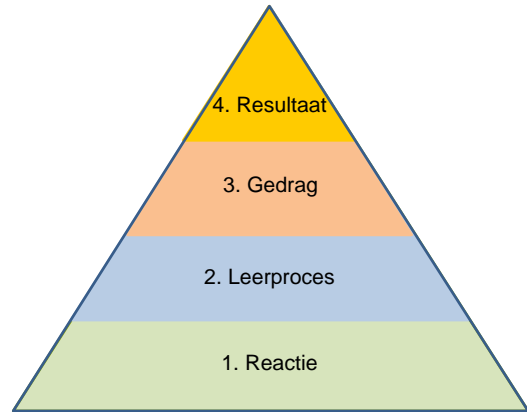 4. Resultaat
3. Gedrag
2. Leerproces
1. Reactie